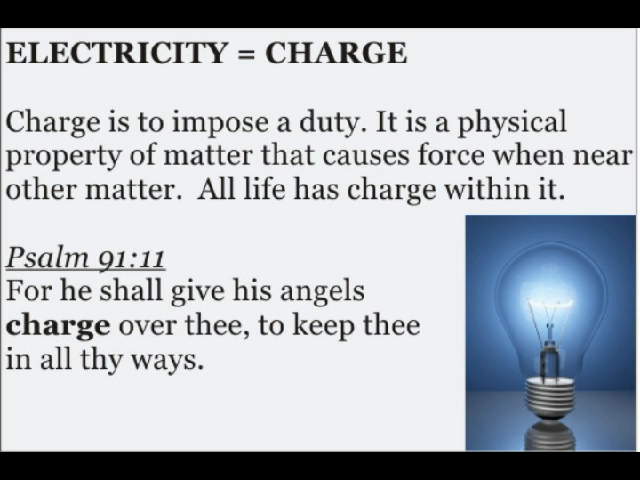 ELECTRICITY = CHARGE
Charge is to impose a duty. It is a physical
property of matter that causes force when near
other matter.  All life has charge within it.
Psalm 91:11
For he shall give his angels
charge over thee, to keep thee
in all thy ways.